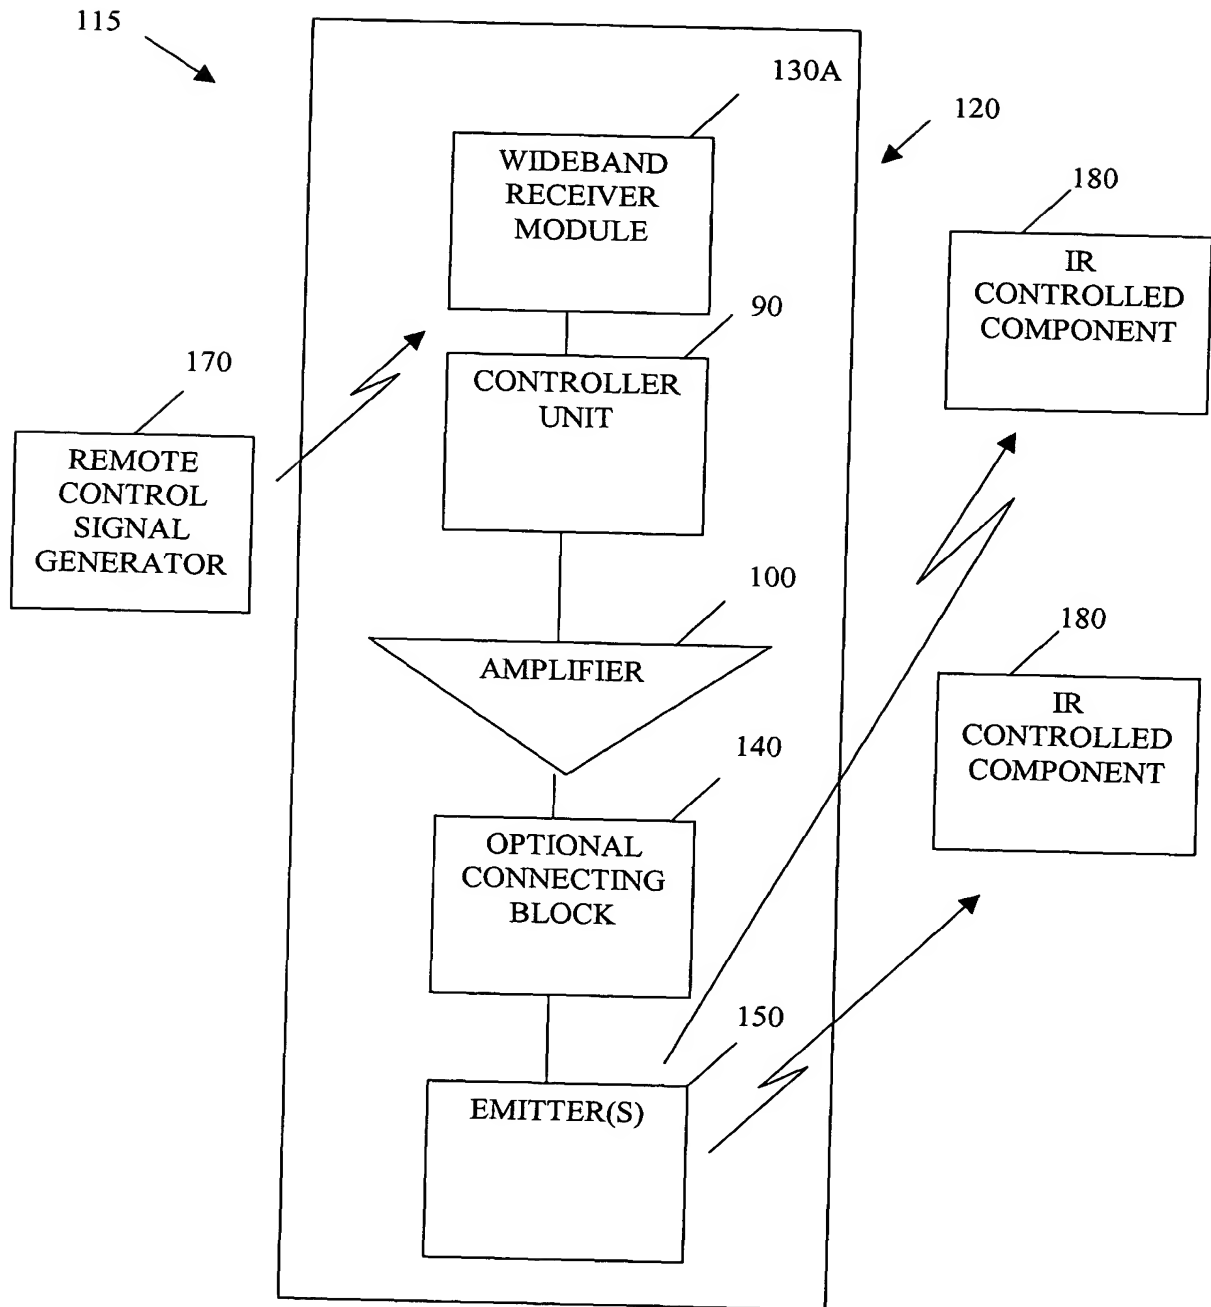 115
130A
120
WIDEBAND
RECEIVER
MODULE
180
IR
CONTROLLED
COMPONENT
90
170
CONTROLLER
UNIT
REMOTE
CONTROL
SIGNAL
GENERATOR
100
180
AMPLIFIER
IR
CONTROLLED
COMPONENT
140
OPTIONAL
CONNECTING
BLOCK
150
EMITTER(S)